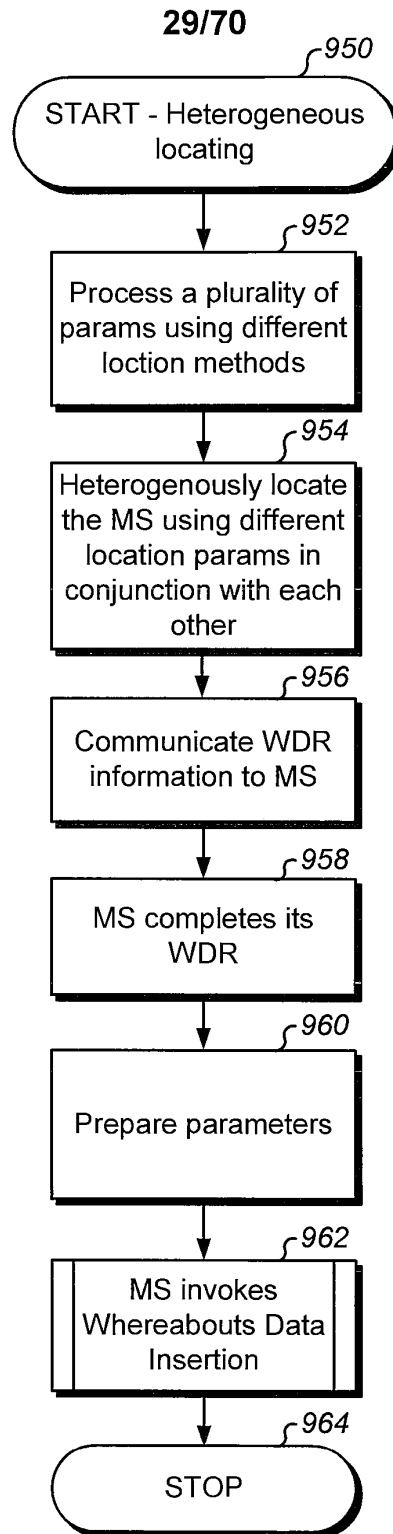 29/70
950
START - Heterogeneous
locating
952
Process a plurality of
params using different
loction methods
954
Heterogenously locate
the MS using different
location params in
conjunction with each
other
956
Communicate WDR
information to MS
958
MS completes its
WDR
960
Prepare parameters
962
MS invokes
Whereabouts Data
Insertion
964
STOP